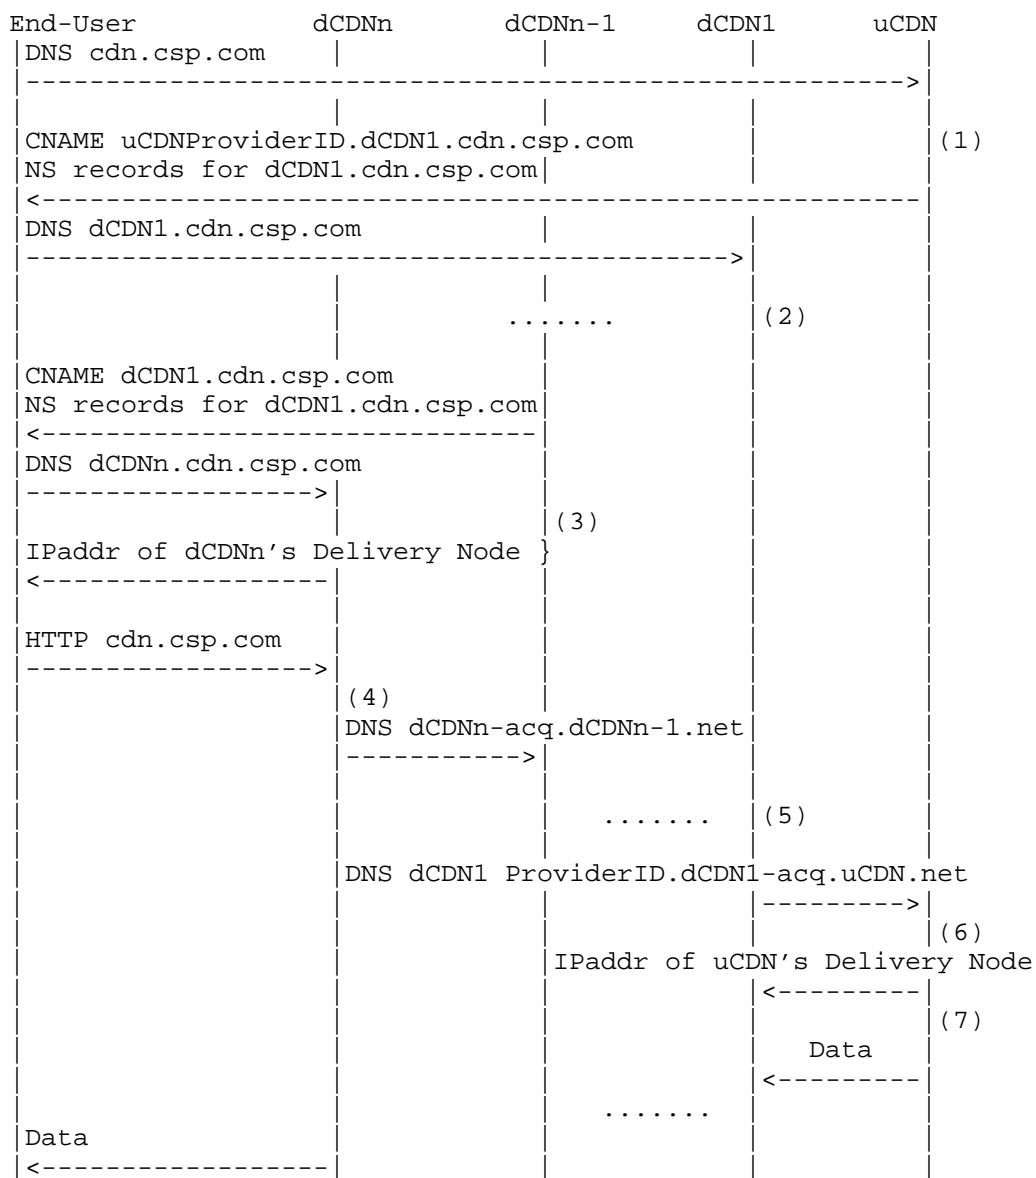 End-User dCDNn dCDNn-1 dCDN1 uCDN
DNS cdn.csp.com
CNAME uCDNProviderID.dCDN1.cdn.csp.com (1)
NS records for dCDN1.cdn.csp.com
DNS dCDN1.cdn.csp.com
....... (2)
CNAME dCDN1.cdn.csp.com
NS records for dCDN1.cdn.csp.com
DNS dCDNn.cdn.csp.com
(3)
IPaddr of dCDNn's Delivery Node }
HTTP cdn.csp.com
(4)
DNS dCDNn-acq.dCDNn-1.net
....... (5)
DNS dCDN1 ProviderID.dCDN1-acq.uCDN.net
(6)
IPaddr of uCDN's Delivery Node
(7)
Data
.......
Data